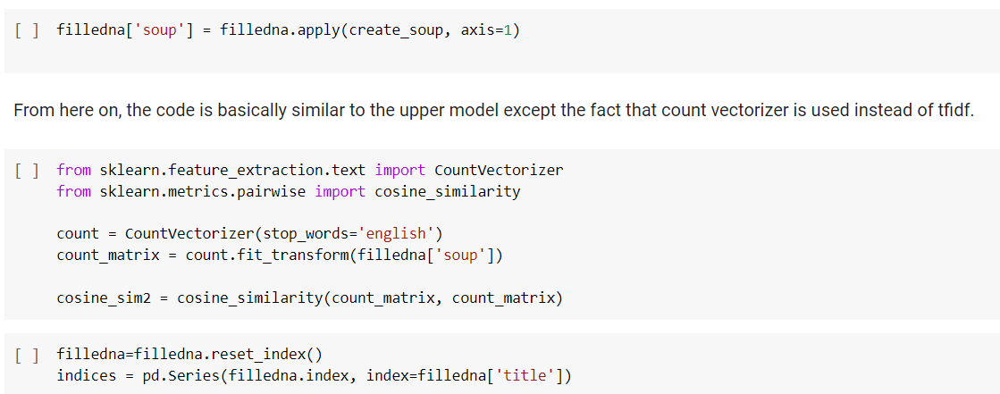 [ ] filledna['soup'] = filledna.apply(create_soup, axis=1)
From here on, the code is basically similar to the upper model except the fact that count vectorizer is used instead of tfidf.
[ ] from sklearn.feature_extraction.text import CountVectorizer
from sklearn.metrics.pairwise import cosine_similarity
count = CountVectorizer(stop_words='english')
count_matrix = count.fit_transform(filledna['soup'])
cosine_sim2 = cosine_similarity(count_matrix, count_matrix)
[ ] filledna=filledna.reset_index()
indices = pd.Series(filledna.index, index=filledna['title'])